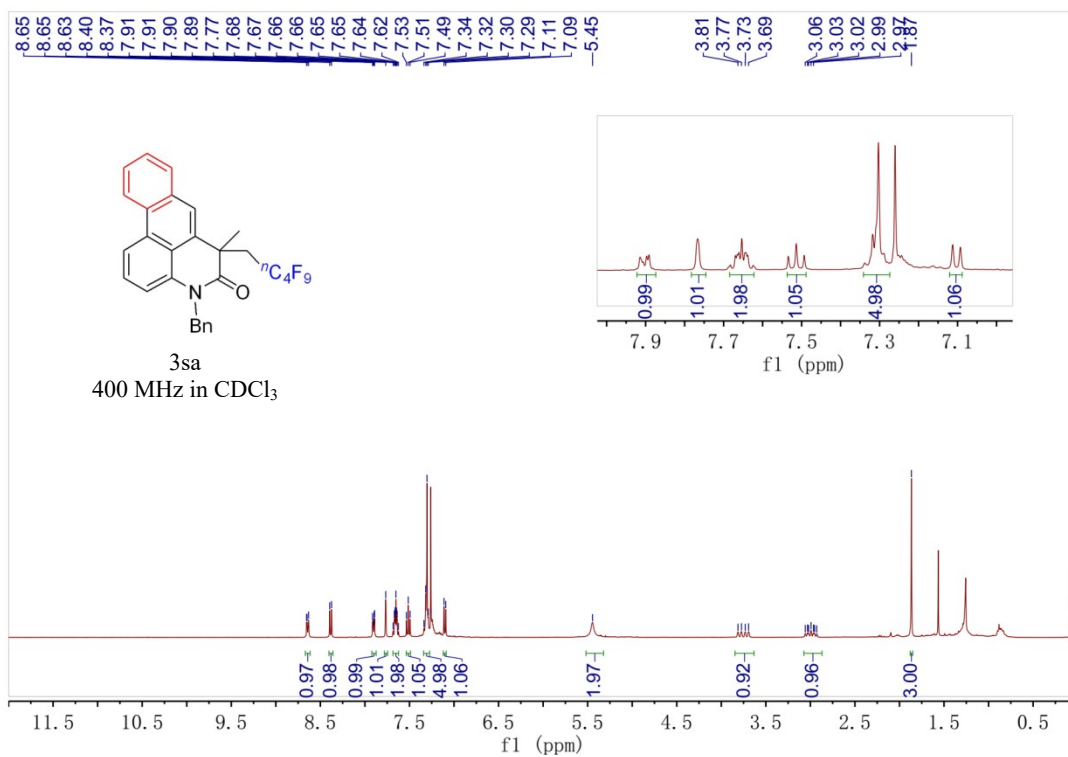 8.65 8.65 8.63 8.40 8.37 7.91 7.91 7.90 7.89 7.77 7.68 7.67 7.66 7.66 7.65 7.65 7.64 7.62 7.53 7.51 7.49 7.34 7.32 7.30 7.29 7.11 7.09 5.45 3.81 3.77 3.73 3.69 3.06 3.03 3.02 2.99 2.97 1.87
0.99 1.01 1.98 1.05 4.98 1.06
7.9 7.7 7.5 7.3 7.1
f1 (ppm)
ⁿC₄F₉
N
O
Bn
3sa
400 MHz in CDCl₃
0.97 0.98 0.99 1.01 1.98 1.05 4.98 1.06 1.97 0.92 0.96 3.00
11.5 10.5 9.5 8.5 7.5 6.5 5.5 4.5 3.5 2.5 1.5 0.5
f1 (ppm)